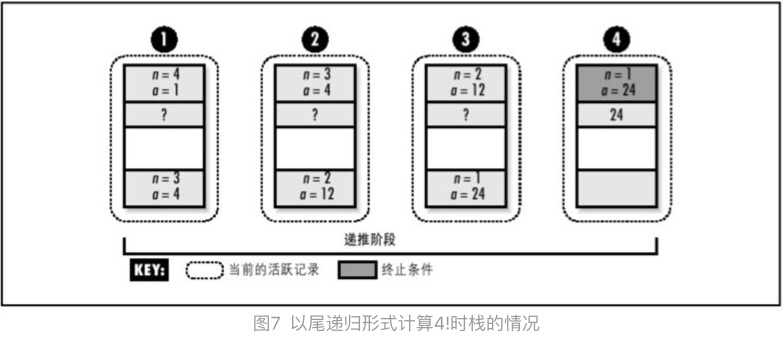 1 2 3 4
n = 4 n = 3 n = 2 n = 1
a = 1 a = 4 a = 12 a = 24
? ? ? 24
n = 3 n = 2 n = 1
a = 4 a = 12 a = 24
递推阶段
KEY: 当前的活跃记录 终止条件
图7 以尾递归形式计算4!时栈的情况